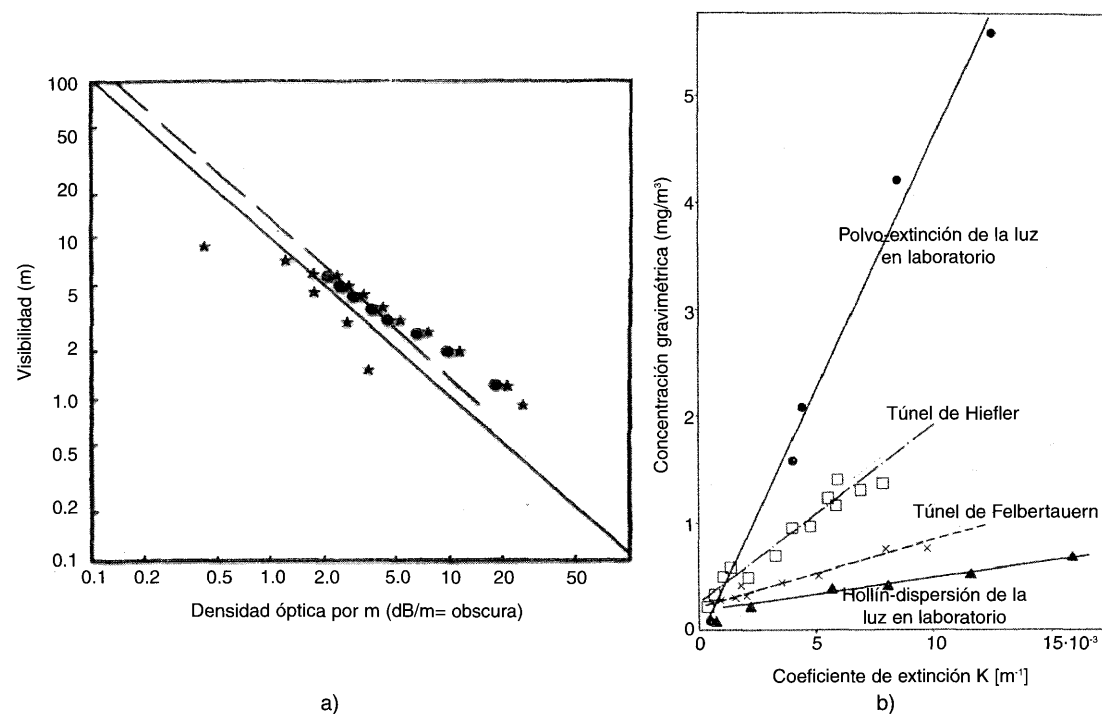 100
50
20
10
5
2
1.0
0.5
0.2
0.1
Visibilidad (m)
0.1
0.2
0.5
1.0
2.0
5.0
10
20
50
Densidad óptica por m (dB/m= obscura)
a)
5
4
3
2
1
0
Concentración gravimétrica (mg/m³)
Polvo-extinción de la luz
en laboratorio
Túnel de Hiefler
Túnel de Felbertauern
Hollín-dispersión de la
luz en laboratorio
0
5
10
15·10⁻³
Coeficiente de extinción K [m⁻¹]
b)